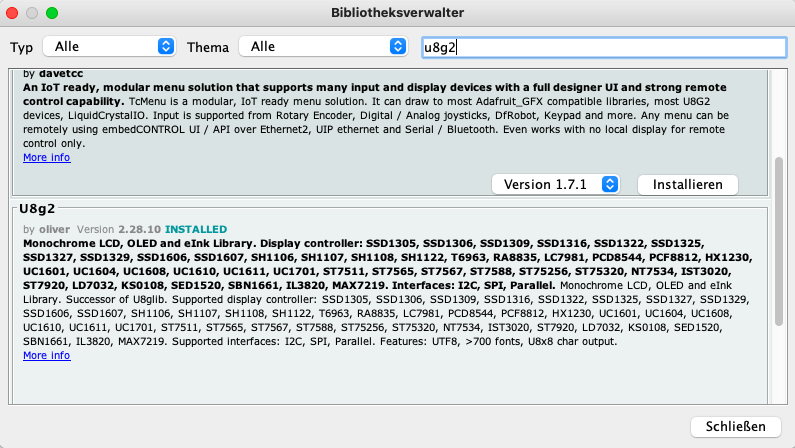 Bibliotheksverwalter
Typ Alle Thema Alle u8g2
by davetcc
An IoT ready, modular menu solution that supports many input and display devices with a full designer UI and strong remote
control capability. TcMenu is a modular, IoT ready menu solution. It can draw to most Adafruit_GFX compatible libraries, most U8G2
devices, LiquidCrystalIO. Input is supported from Rotary Encoder, Digital / Analog joysticks, DfRobot, Keypad and more. Any menu can be
remotely using embedCONTROL UI / API over Ethernet2, UIP ethernet and Serial / Bluetooth. Even works with no local display for remote
control only.
More info
Version 1.7.1 Installieren
U8g2
by oliver Version 2.28.10 INSTALLED
Monochrome LCD, OLED and eInk Library. Display controller: SSD1305, SSD1306, SSD1309, SSD1316, SSD1322, SSD1325,
SSD1327, SSD1329, SSD1606, SSD1607, SH1106, SH1107, SH1108, SH1122, T6963, RA8835, LC7981, PCD8544, PCF8812, HX1230,
UC1601, UC1604, UC1608, UC1610, UC1611, UC1701, ST7511, ST7565, ST7567, ST7588, ST75256, ST75320, NT7534, IST3020,
ST7920, LD7032, KS0108, SED1520, SBN1661, IL3820, MAX7219. Interfaces: I2C, SPI, Parallel. Monochrome LCD, OLED and eInk
Library. Successor of U8glib. Supported display controller: SSD1305, SSD1306, SSD1309, SSD1316, SSD1322, SSD1325, SSD1327, SSD1329,
SSD1606, SSD1607, SH1106, SH1107, SH1108, SH1122, T6963, RA8835, LC7981, PCD8544, PCF8812, HX1230, UC1601, UC1604, UC1608,
UC1610, UC1611, UC1701, ST7511, ST7565, ST7567, ST7588, ST75256, ST75320, NT7534, IST3020, ST7920, LD7032, KS0108, SED1520,
SBN1661, IL3820, MAX7219. Supported interfaces: I2C, SPI, Parallel. Features: UTF8, >700 fonts, U8x8 char output.
More info
Schließen